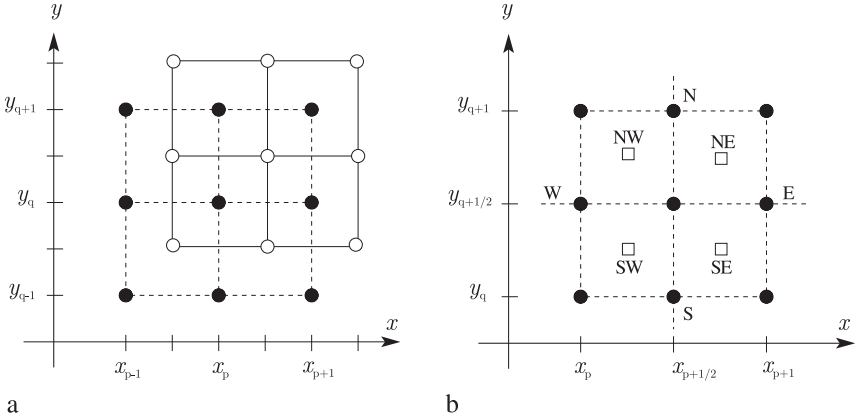 y
y_{q+1}
y_q
y_{q-1}
x
x_{p-1}
x_p
x_{p+1}
a
y
N
y_{q+1}
NW
NE
W
E
y_{q+1/2}
SW
SE
y_q
S
x
x_p
x_{p+1/2}
x_{p+1}
b